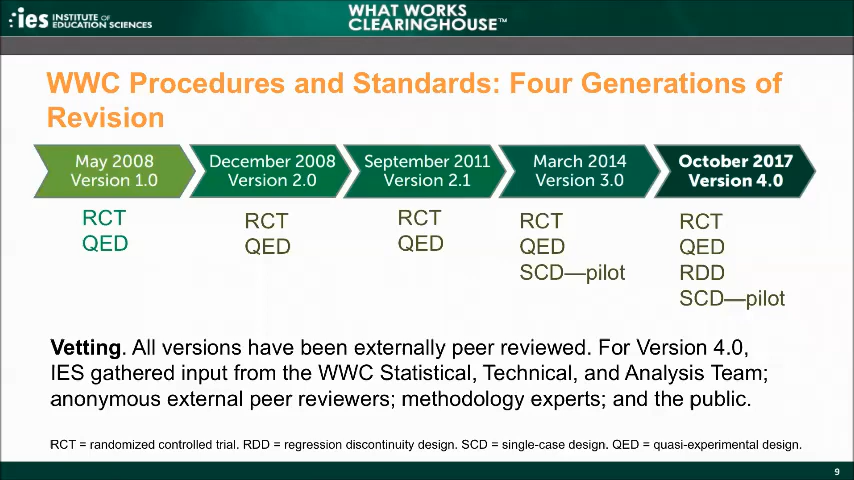 ies INSTITUTE OF
EDUCATION SCIENCES
WHAT WORKS
CLEARINGHOUSE™
WWC Procedures and Standards: Four Generations of
Revision
May 2008
Version 1.0
December 2008
Version 2.0
September 2011
Version 2.1
March 2014
Version 3.0
October 2017
Version 4.0
RCT
QED
RCT
QED
RCT
QED
RCT
QED
SCD—pilot
RCT
QED
RDD
SCD—pilot
Vetting. All versions have been externally peer reviewed. For Version 4.0,
IES gathered input from the WWC Statistical, Technical, and Analysis Team;
anonymous external peer reviewers; methodology experts; and the public.
RCT = randomized controlled trial. RDD = regression discontinuity design. SCD = single-case design. QED = quasi-experimental design.
9